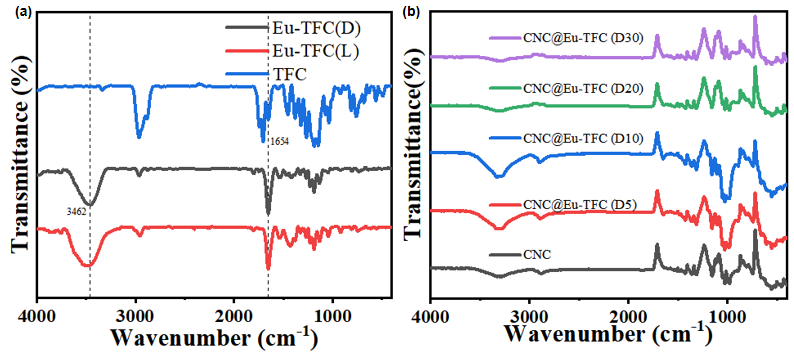 (a)
Transmittance (%)
Eu-TFC(D)
Eu-TFC(L)
TFC
1654
3462
4000 3000 2000 1000
Wavenumber (cm-1)
(b)
Transmittance(%)
CNC@Eu-TFC (D30)
CNC@Eu-TFC (D20)
CNC@Eu-TFC (D10)
CNC@Eu-TFC (D5)
CNC
4000 3000 2000 1000
Wavenumber (cm-1)